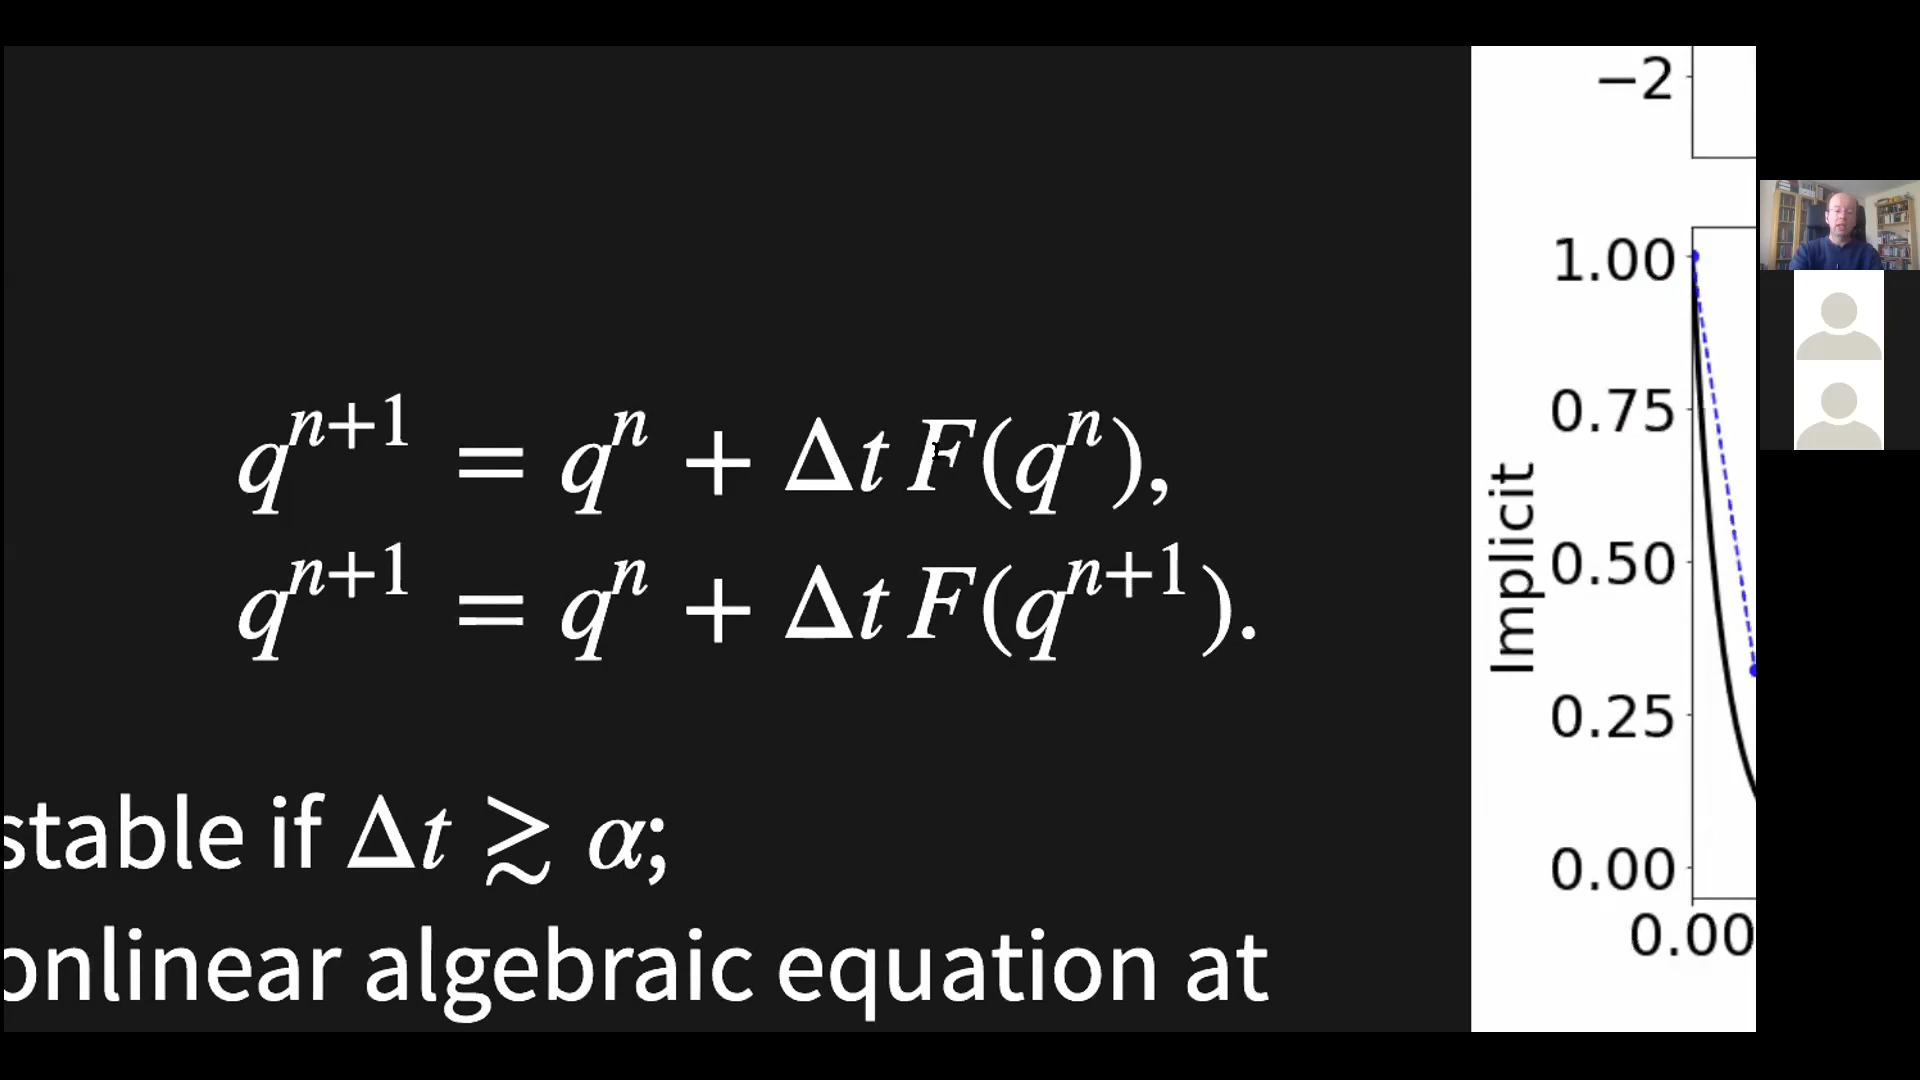 qⁿ⁺¹ = qⁿ + Δt F(qⁿ),
qⁿ⁺¹ = qⁿ + Δt F(qⁿ⁺¹).
stable if Δt ≳ α;
onlinear algebraic equation at
−2
Implicit
1.00
0.75
0.50
0.25
0.00
0.00